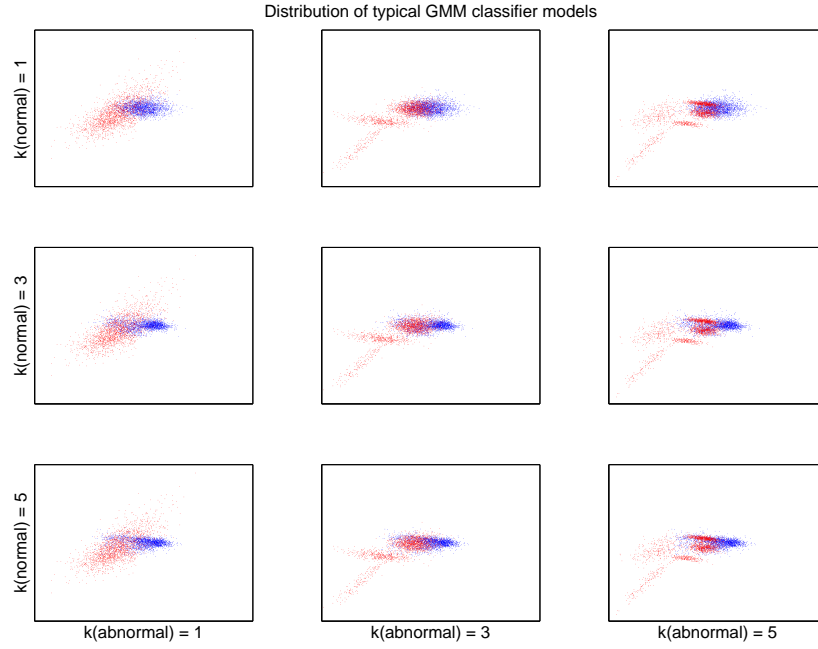 Distribution of typical GMM classifier models
k(normal) = 1
k(normal) = 3
k(normal) = 5
k(abnormal) = 1
k(abnormal) = 3
k(abnormal) = 5